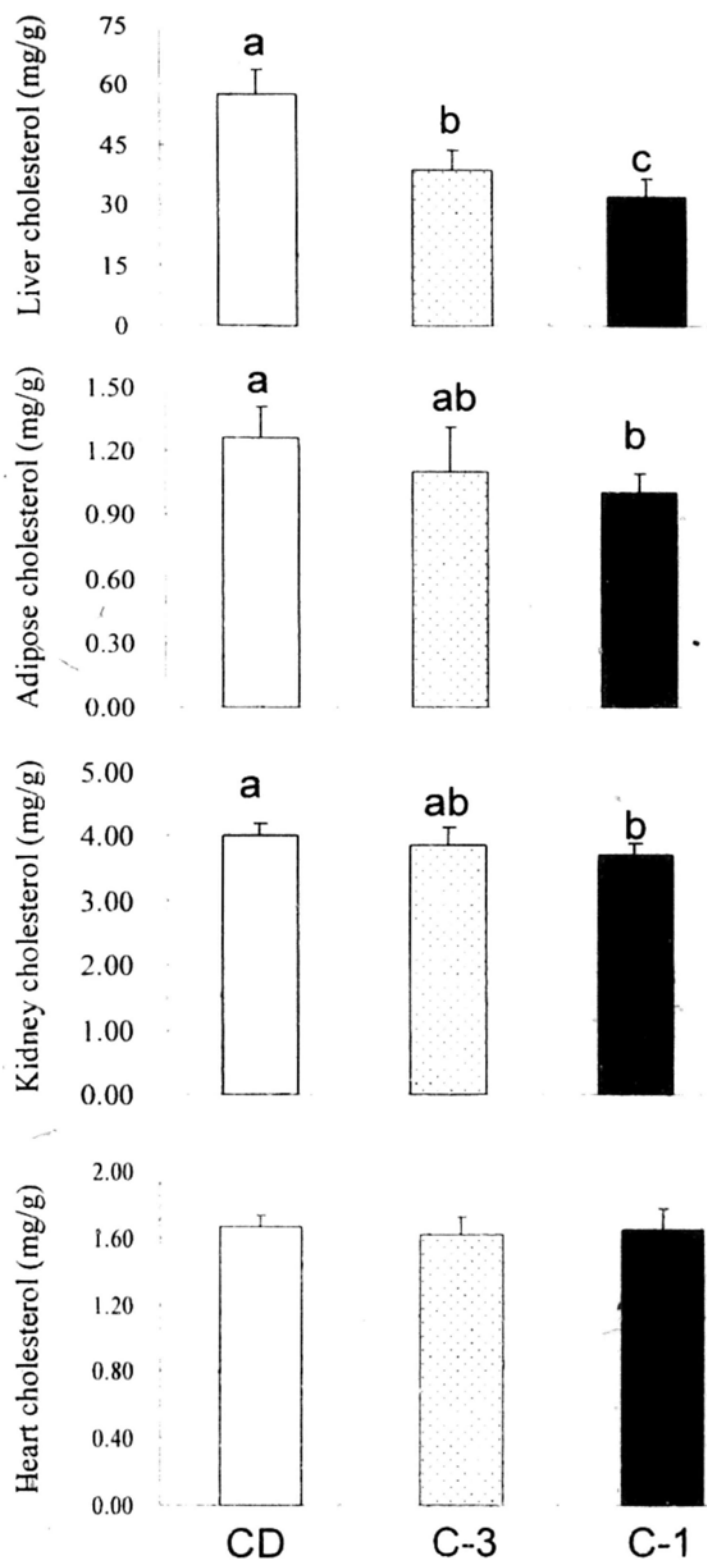 Liver cholesterol (mg/g)
75
60
45
30
15
0
a
b
c
Adipose cholesterol (mg/g)
1.50
1.20
0.90
0.60
0.30
0.00
a
ab
b
Kidney cholesterol (mg/g)
5.00
4.00
3.00
2.00
1.00
0.00
a
ab
b
Heart cholesterol (mg/g)
2.00
1.60
1.20
0.80
0.40
0.00
CD C-3 C-1